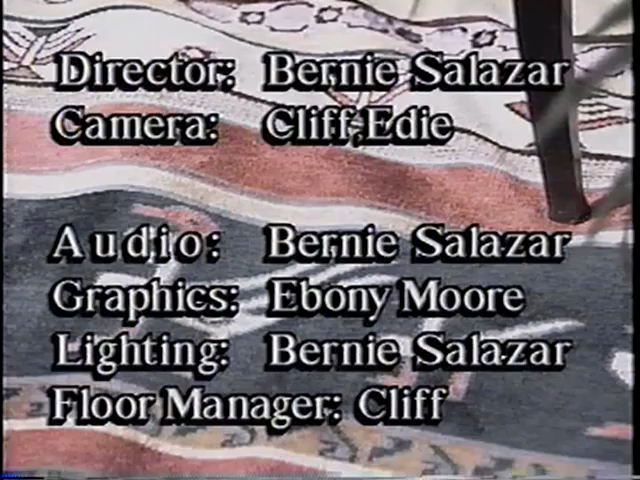 Director: Bernie Salazar
Camera: Cliff,Edie
Audio: Bernie Salazar
Graphics: Ebony Moore
Lighting: Bernie Salazar
Floor Manager: Cliff